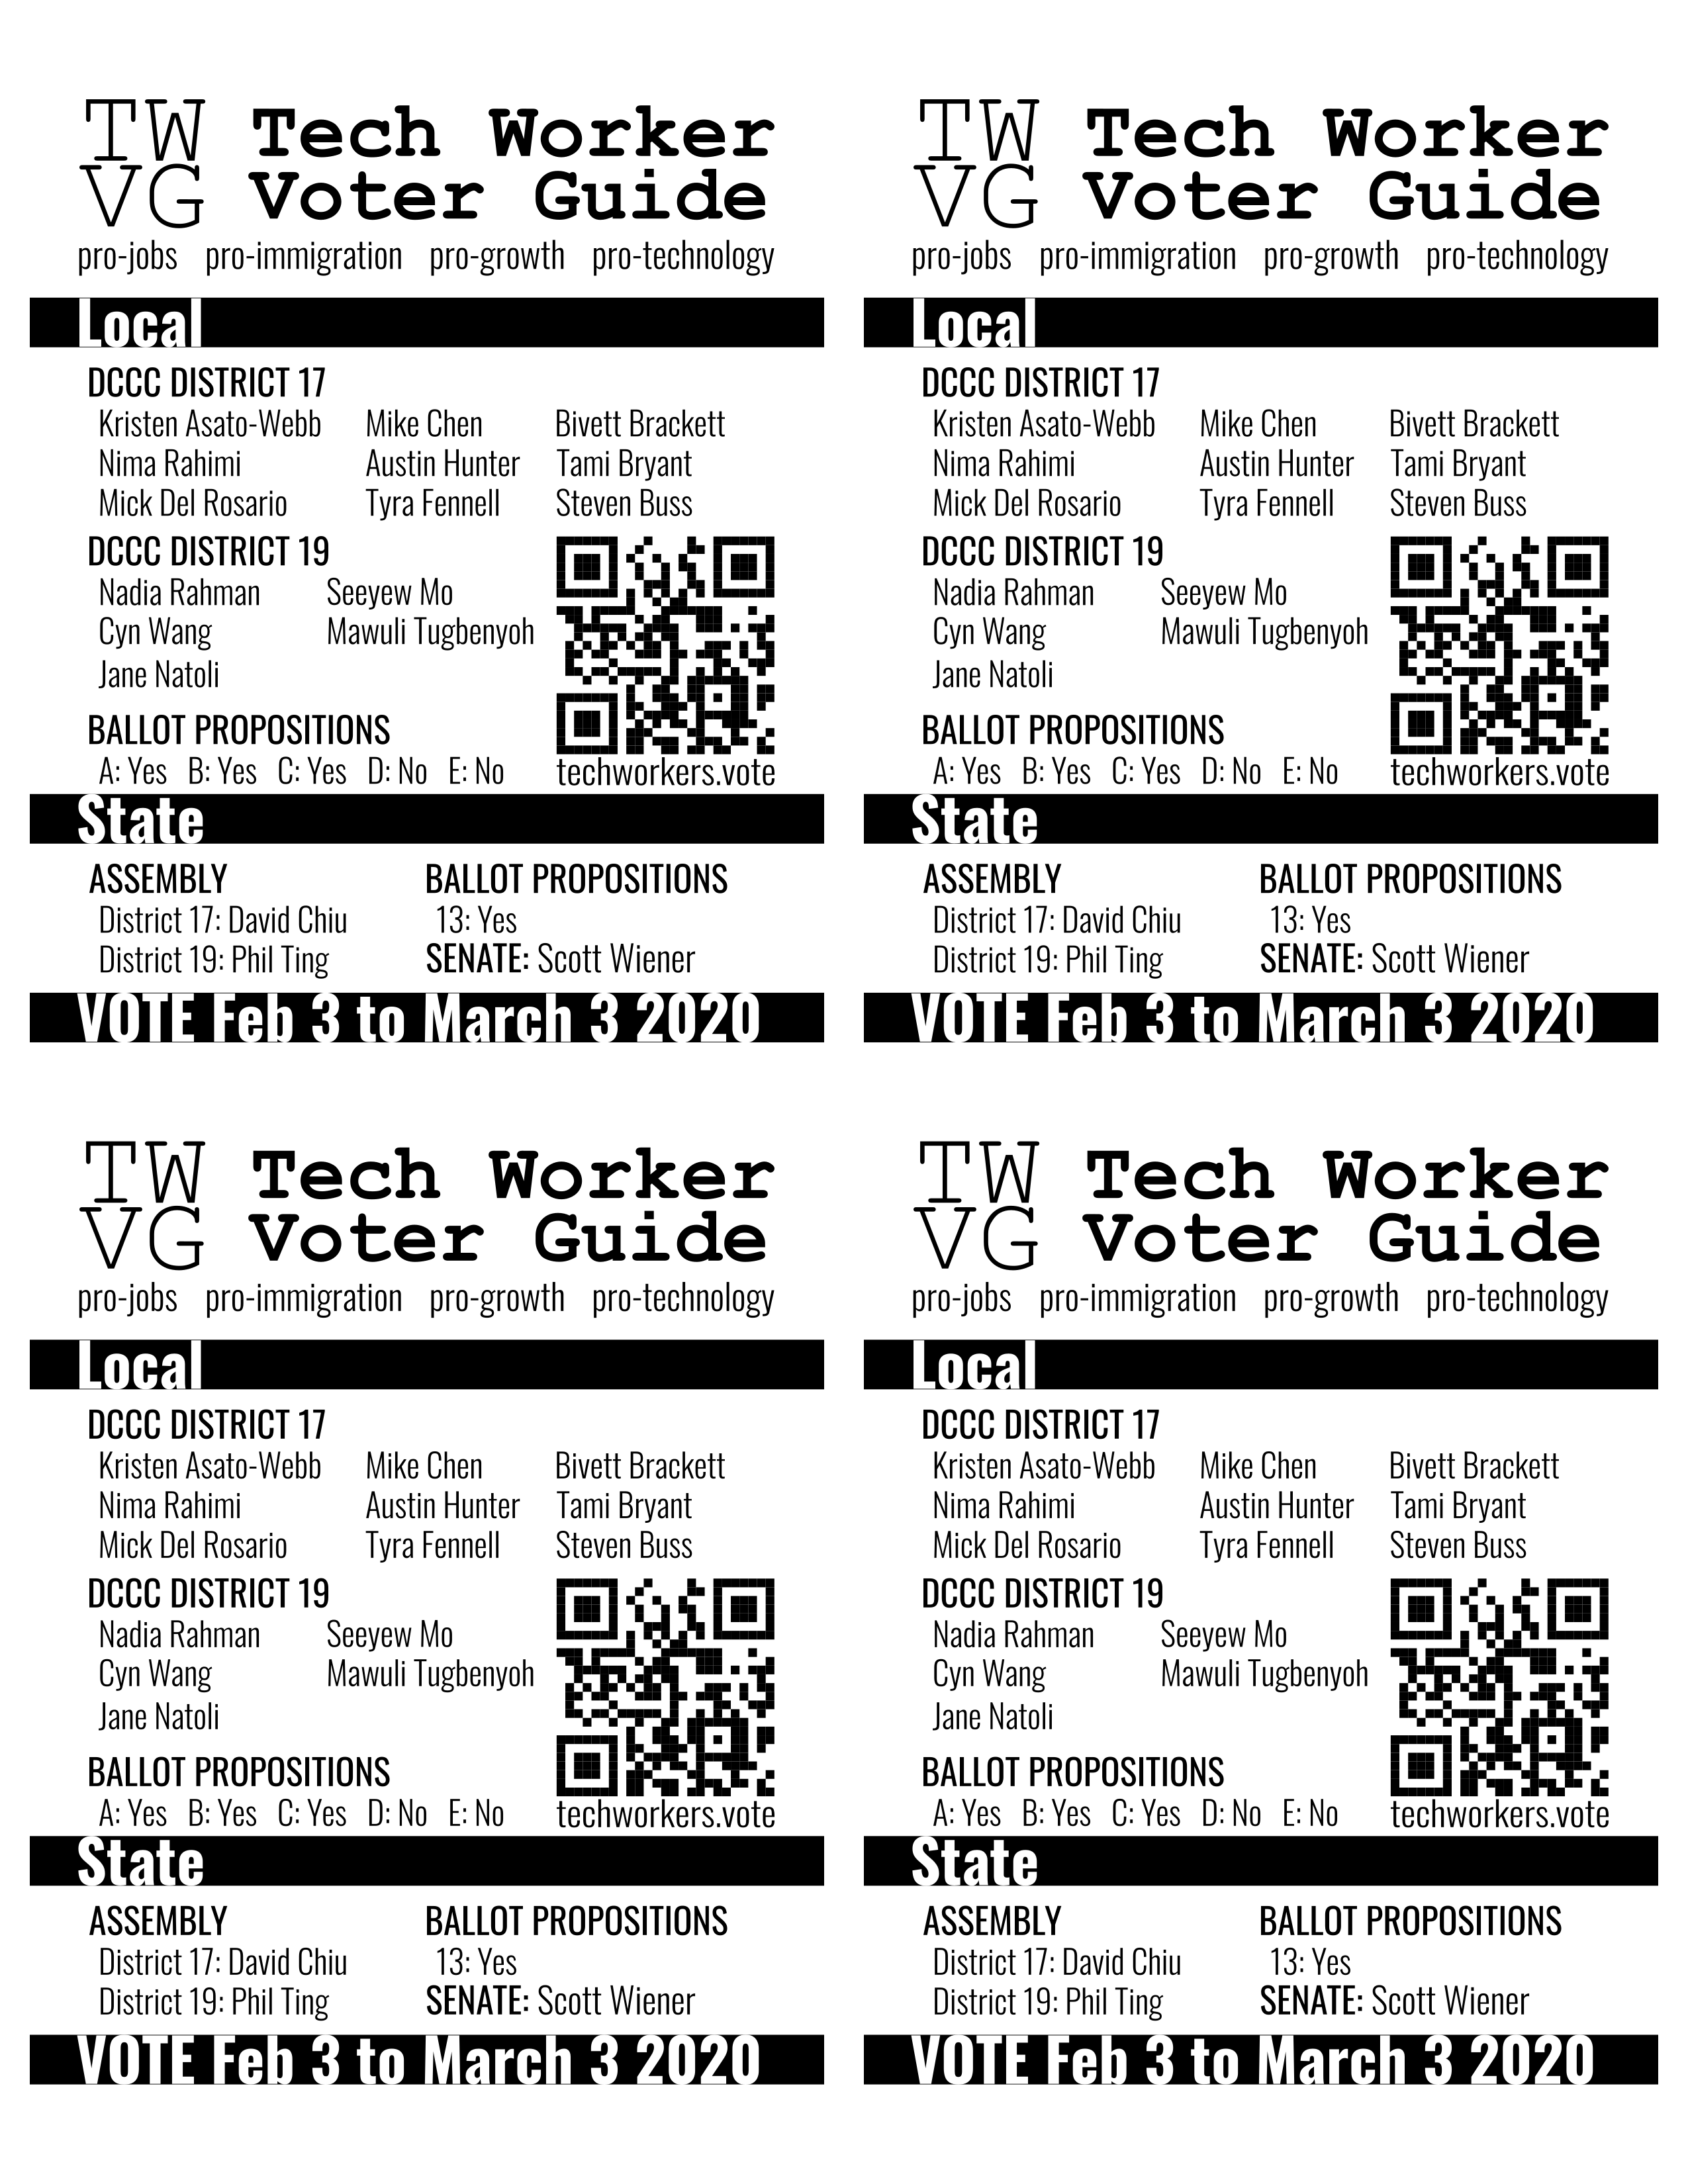 TW
VG
Tech Worker
Voter Guide
pro-jobs pro-immigration pro-growth pro-technology
Local
DCCC DISTRICT 17
Kristen Asato-Webb Mike Chen Bivett Brackett
Nima Rahimi Austin Hunter Tami Bryant
Mick Del Rosario Tyra Fennell Steven Buss
DCCC DISTRICT 19
Nadia Rahman Seeyew Mo
Cyn Wang Mawuli Tugbenyoh
Jane Natoli
BALLOT PROPOSITIONS
A: Yes B: Yes C: Yes D: No E: No
techworkers.vote
State
ASSEMBLY
District 17: David Chiu
District 19: Phil Ting
BALLOT PROPOSITIONS
13: Yes
SENATE: Scott Wiener
VOTE Feb 3 to March 3 2020
TW
VG
Tech Worker
Voter Guide
pro-jobs pro-immigration pro-growth pro-technology
Local
DCCC DISTRICT 17
Kristen Asato-Webb Mike Chen Bivett Brackett
Nima Rahimi Austin Hunter Tami Bryant
Mick Del Rosario Tyra Fennell Steven Buss
DCCC DISTRICT 19
Nadia Rahman Seeyew Mo
Cyn Wang Mawuli Tugbenyoh
Jane Natoli
BALLOT PROPOSITIONS
A: Yes B: Yes C: Yes D: No E: No
techworkers.vote
State
ASSEMBLY
District 17: David Chiu
District 19: Phil Ting
BALLOT PROPOSITIONS
13: Yes
SENATE: Scott Wiener
VOTE Feb 3 to March 3 2020
TW
VG
Tech Worker
Voter Guide
pro-jobs pro-immigration pro-growth pro-technology
Local
DCCC DISTRICT 17
Kristen Asato-Webb Mike Chen Bivett Brackett
Nima Rahimi Austin Hunter Tami Bryant
Mick Del Rosario Tyra Fennell Steven Buss
DCCC DISTRICT 19
Nadia Rahman Seeyew Mo
Cyn Wang Mawuli Tugbenyoh
Jane Natoli
BALLOT PROPOSITIONS
A: Yes B: Yes C: Yes D: No E: No
techworkers.vote
State
ASSEMBLY
District 17: David Chiu
District 19: Phil Ting
BALLOT PROPOSITIONS
13: Yes
SENATE: Scott Wiener
VOTE Feb 3 to March 3 2020
TW
VG
Tech Worker
Voter Guide
pro-jobs pro-immigration pro-growth pro-technology
Local
DCCC DISTRICT 17
Kristen Asato-Webb Mike Chen Bivett Brackett
Nima Rahimi Austin Hunter Tami Bryant
Mick Del Rosario Tyra Fennell Steven Buss
DCCC DISTRICT 19
Nadia Rahman Seeyew Mo
Cyn Wang Mawuli Tugbenyoh
Jane Natoli
BALLOT PROPOSITIONS
A: Yes B: Yes C: Yes D: No E: No
techworkers.vote
State
ASSEMBLY
District 17: David Chiu
District 19: Phil Ting
BALLOT PROPOSITIONS
13: Yes
SENATE: Scott Wiener
VOTE Feb 3 to March 3 2020